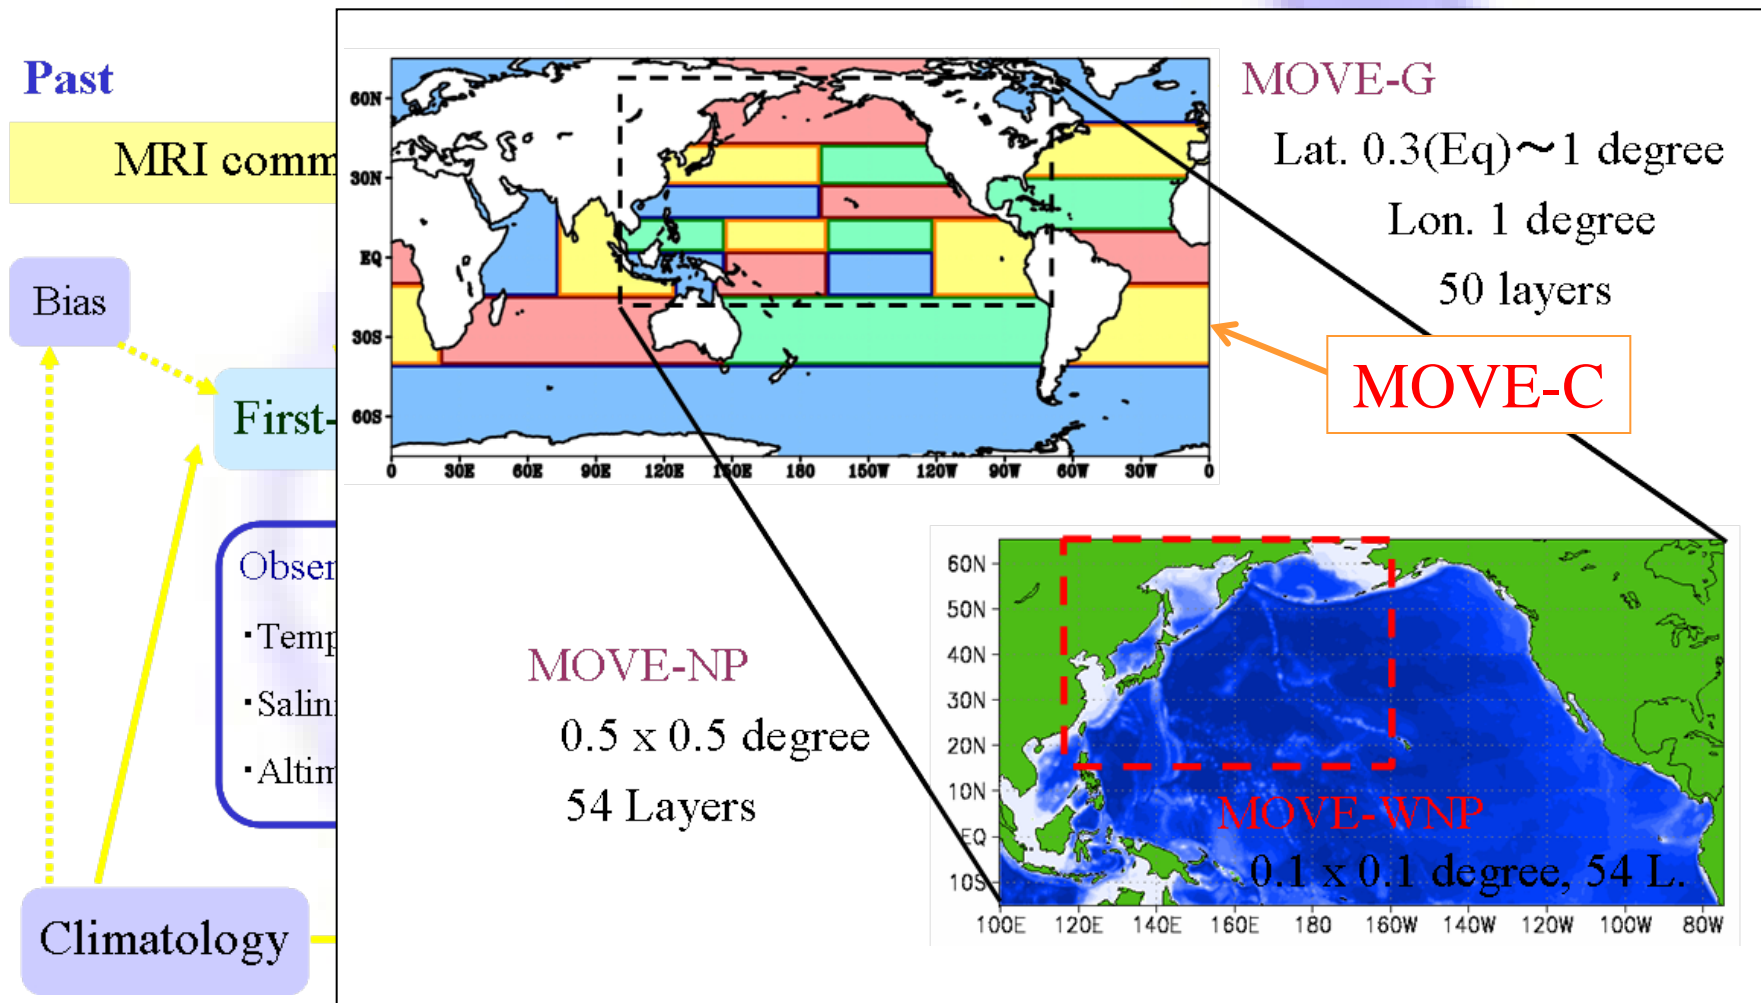 Past
MRI comm
Bias
First-
Obser
・Temp
・Salini
・Altim
Climatology
60N
30N
EQ
30S
60S
0 30E 60E 90E 120E 150E 180 150W 120W 90W 60W 30W 0
MOVE-G
Lat. 0.3(Eq)～1 degree
Lon. 1 degree
50 layers
MOVE-C
MOVE-NP
0.5 x 0.5 degree
54 Layers
60N
50N
40N
30N
20N
10N
EQ
10S
100E 120E 140E 160E 180 160W 140W 120W 100W 80W
MOVE-WNP
0.1 x 0.1 degree, 54 L.